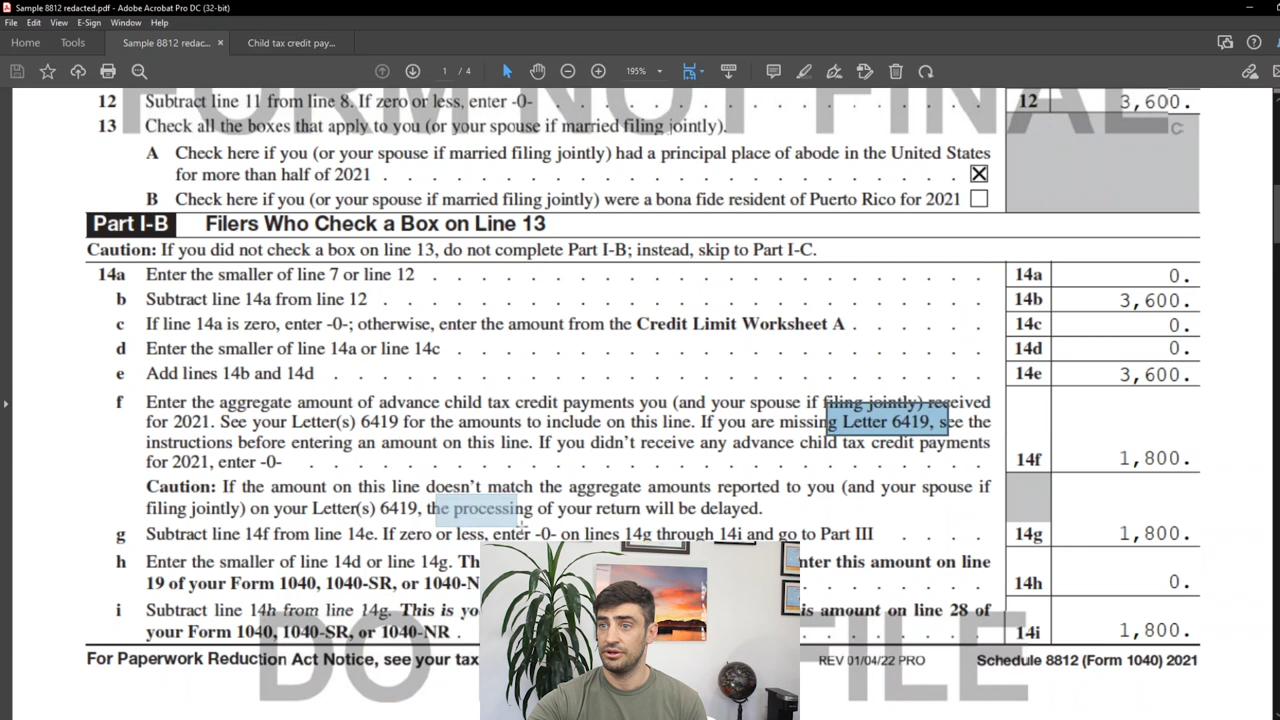 Sample 8812 redacted.pdf - Adobe Acrobat Pro DC (32-bit)
File Edit View E-Sign Window Help
Home Tools Sample 8812 redac... × Child tax credit pay...
1 / 4 195%
12 Subtract line 11 from line 8. If zero or less, enter -0- 12 3,600.
13 Check all the boxes that apply to you (or your spouse if married filing jointly).
A Check here if you (or your spouse if married filing jointly) had a principal place of abode in the United States
for more than half of 2021 X
B Check here if you (or your spouse if married filing jointly) were a bona fide resident of Puerto Rico for 2021
Part I-B Filers Who Check a Box on Line 13
Caution: If you did not check a box on line 13, do not complete Part I-B; instead, skip to Part I-C.
14a Enter the smaller of line 7 or line 12 14a 0.
b Subtract line 14a from line 12 14b 3,600.
c If line 14a is zero, enter -0-; otherwise, enter the amount from the Credit Limit Worksheet A 14c 0.
d Enter the smaller of line 14a or line 14c 14d 0.
e Add lines 14b and 14d 14e 3,600.
f Enter the aggregate amount of advance child tax credit payments you (and your spouse if filing jointly) received
for 2021. See your Letter(s) 6419 for the amounts to include on this line. If you are missing Letter 6419, see the
instructions before entering an amount on this line. If you didn't receive any advance child tax credit payments
for 2021, enter -0- 14f 1,800.
Caution: If the amount on this line doesn't match the aggregate amounts reported to you (and your spouse if
filing jointly) on your Letter(s) 6419, the processing of your return will be delayed.
g Subtract line 14f from line 14e. If zero or less, enter -0- on lines 14g through 14i and go to Part III 14g 1,800.
h Enter the smaller of line 14d or line 14g. enter this amount on line
19 of your Form 1040, 1040-SR, or 14h 0.
i Subtract line 14h from line 14g. This is amount on line 28 of
your Form 1040, 1040-SR, or 1040-NR . 14i 1,800.
For Paperwork Reduction Act Notice, see your tax REV 01/04/22 PRO Schedule 8812 (Form 1040) 2021
FORM NOT FINAL
DO FILE